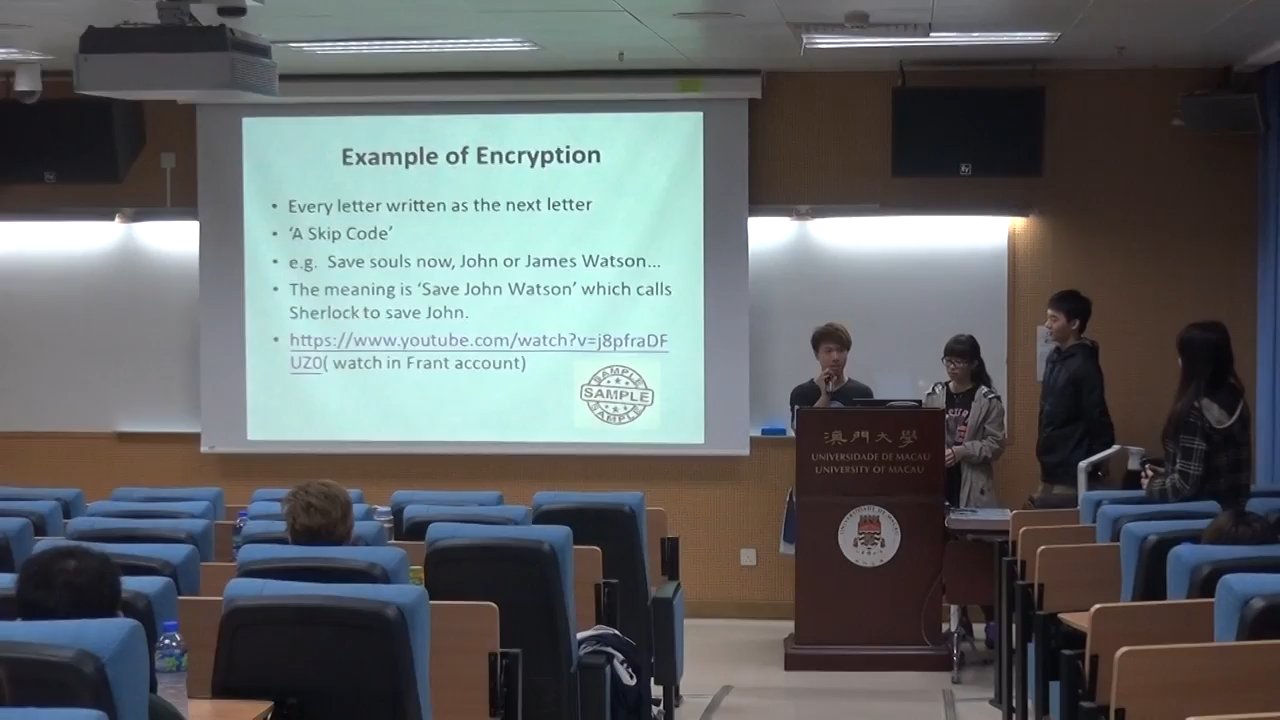 Example of Encryption
• Every letter written as the next letter
• ‘A Skip Code’
• e.g. Save souls now, John or James Watson...
• The meaning is ‘Save John Watson’ which calls
Sherlock to save John.
• https://www.youtube.com/watch?v=j8pfraDF
UZ0( watch in Frant account)
SAMPLE
SAMPLE
SAMPLE
澳門大學
UNIVERSIDADE DE MACAU
UNIVERSITY OF MACAU